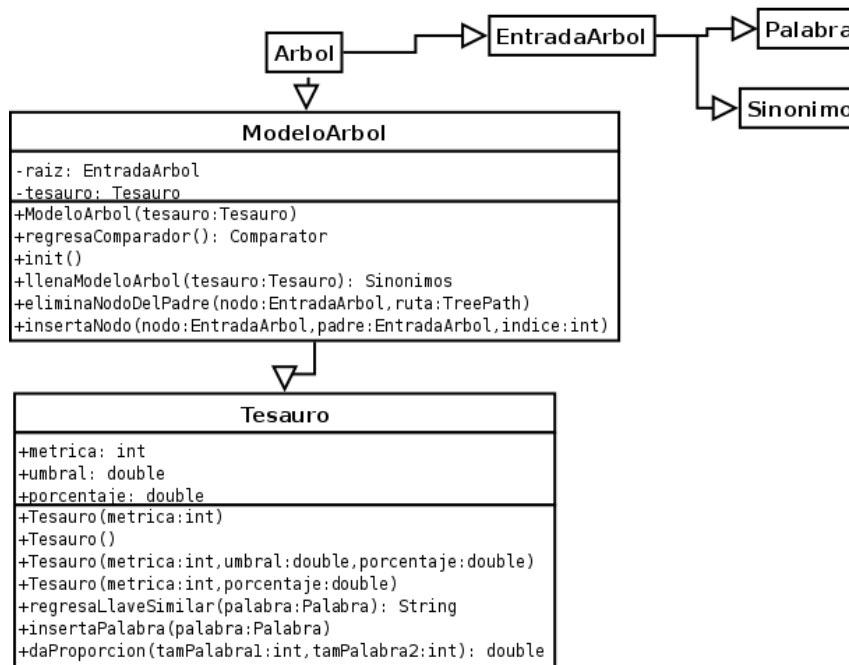 Arbol
EntradaArbol
Palabra
Sinonimo
ModeloArbol
-raiz: EntradaArbol
-tesauro: Tesauro
+ModeloArbol(tesauro:Tesauro)
+regresaComparador(): Comparator
+init()
+llenaModeloArbol(tesauro:Tesauro): Sinonimos
+eliminaNodoDelPadre(nodo:EntradaArbol,ruta:TreePath)
+insertaNodo(nodo:EntradaArbol,padre:EntradaArbol,indice:int)
Tesauro
+metrica: int
+umbral: double
+porcentaje: double
+Tesauro(metrica:int)
+Tesauro()
+Tesauro(metrica:int,umbral:double,porcentaje:double)
+Tesauro(metrica:int,porcentaje:double)
+regresaLlaveSimilar(palabra:Palabra): String
+insertaPalabra(palabra:Palabra)
+daProporcion(tamPalabra1:int,tamPalabra2:int): double